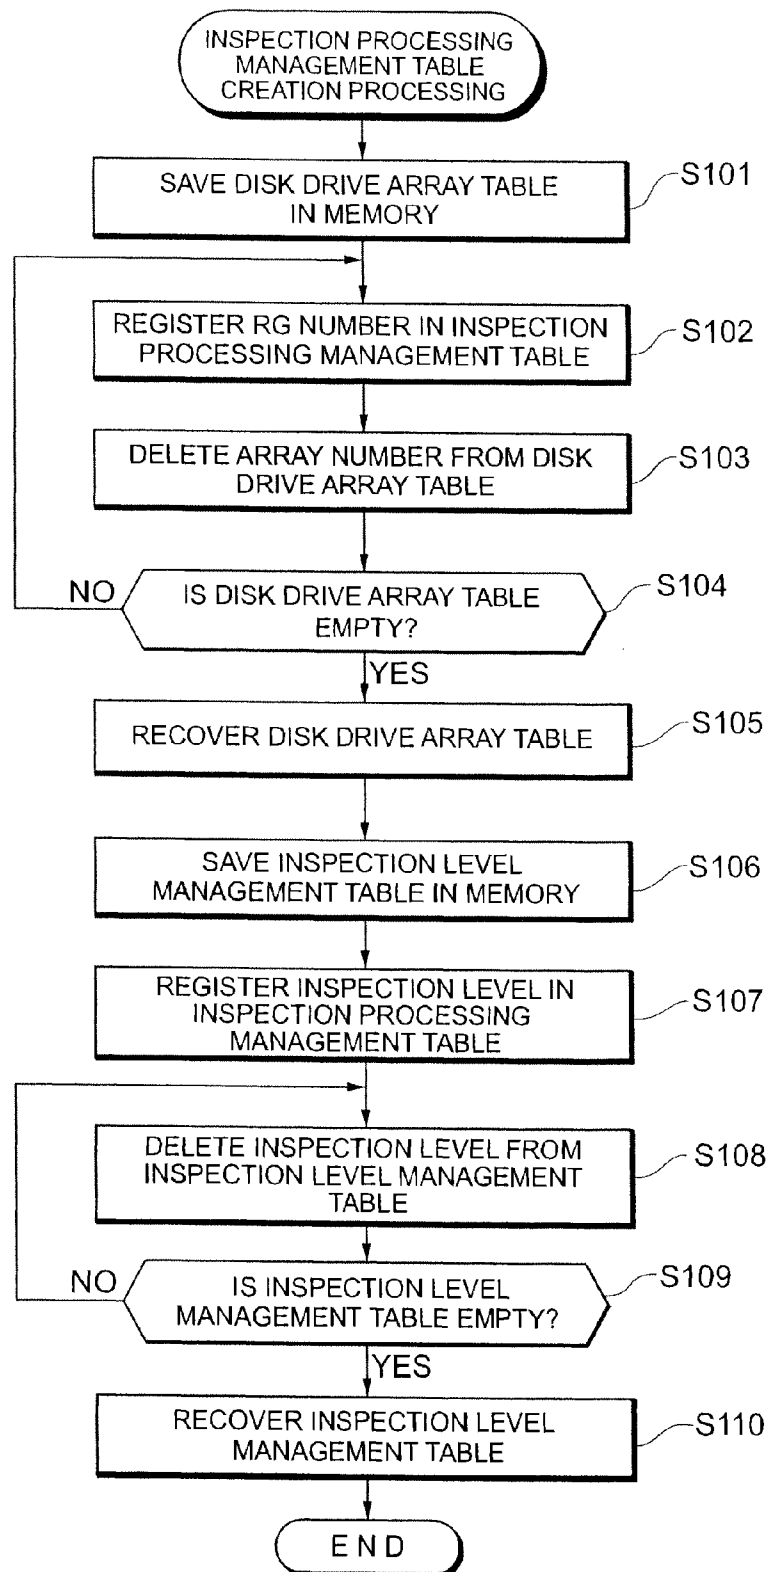 INSPECTION PROCESSING
MANAGEMENT TABLE
CREATION PROCESSING
SAVE DISK DRIVE ARRAY TABLE
IN MEMORY
S101
REGISTER RG NUMBER IN INSPECTION
PROCESSING MANAGEMENT TABLE
S102
DELETE ARRAY NUMBER FROM DISK
DRIVE ARRAY TABLE
S103
NO
IS DISK DRIVE ARRAY TABLE
EMPTY?
S104
YES
RECOVER DISK DRIVE ARRAY TABLE
S105
SAVE INSPECTION LEVEL
MANAGEMENT TABLE IN MEMORY
S106
REGISTER INSPECTION LEVEL IN
INSPECTION PROCESSING
MANAGEMENT TABLE
S107
DELETE INSPECTION LEVEL FROM
INSPECTION LEVEL MANAGEMENT
TABLE
S108
NO
IS INSPECTION LEVEL
MANAGEMENT TABLE EMPTY?
S109
YES
RECOVER INSPECTION LEVEL
MANAGEMENT TABLE
S110
END